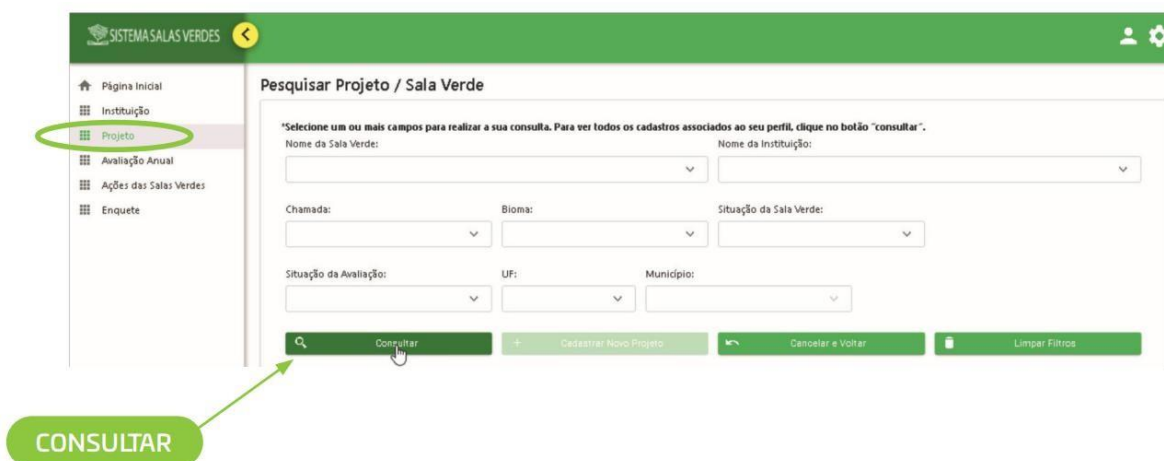 SISTEMA SALAS VERDES
Página Inicial
Instituição
Projeto
Avaliação Anual
Ações das Salas Verdes
Enquete
Pesquisar Projeto / Sala Verde
*Selecione um ou mais campos para realizar a sua consulta. Para ver todos os cadastros associados ao seu perfil, clique no botão "consultar".
Nome da Sala Verde: Nome da Instituição:
Chamada: Bioma: Situação da Sala Verde:
Situação da Avaliação: UF: Município:
Consultar + Cadastrar Novo Projeto Cancelar e Voltar Limpar Filtros
CONSULTAR